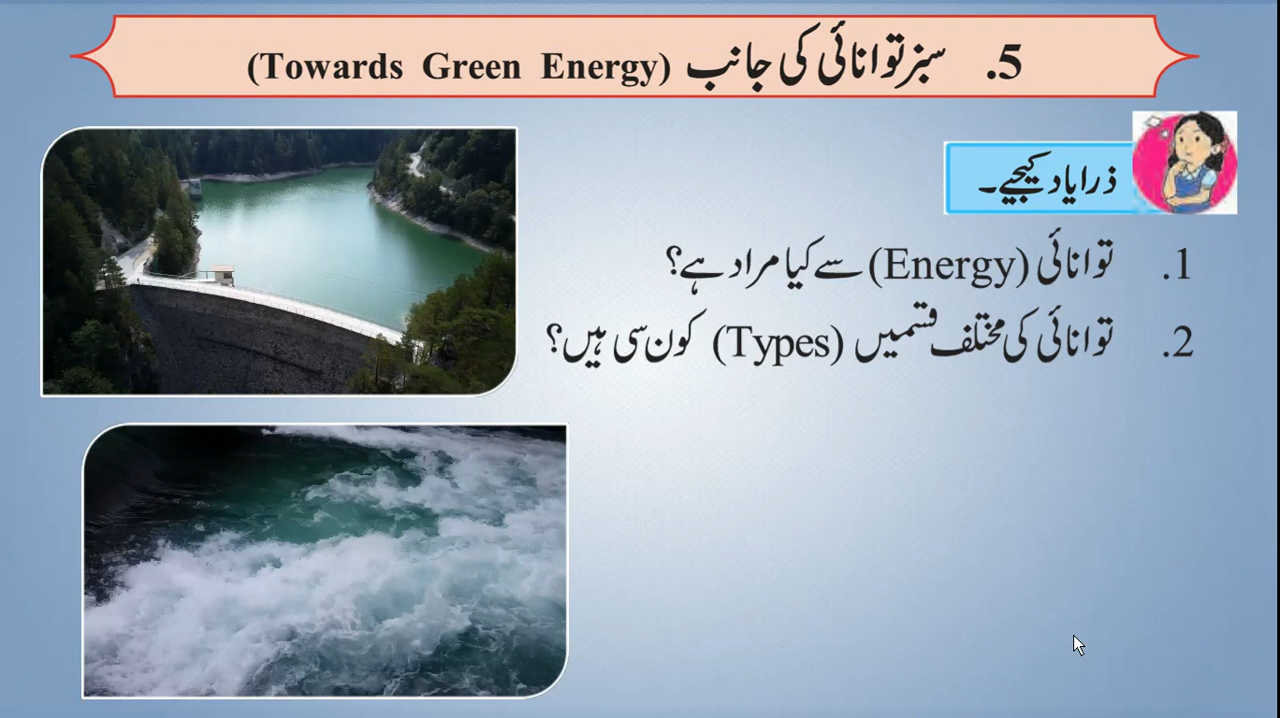 5. سبز توانائی کی جانب (Towards Green Energy)
ذرا یاد کیجیے۔
1. توانائی (Energy) سے کیا مراد ہے؟
2. توانائی کی مختلف قسمیں (Types) کون سی ہیں؟